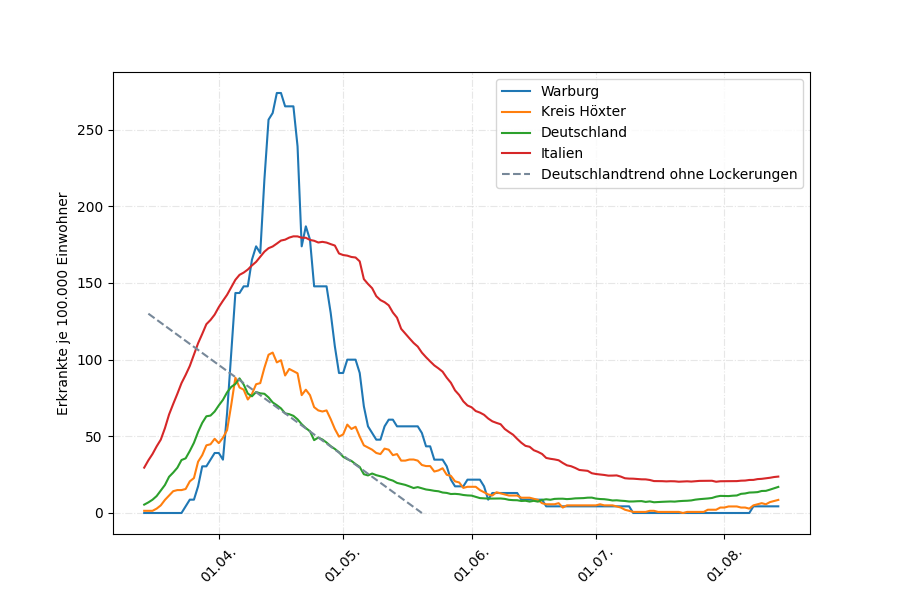 Warburg
Kreis Höxter
Deutschland
Italien
Deutschlandtrend ohne Lockerungen
Erkrankte je 100.000 Einwohner
250
200
150
100
50
0
01.04.
01.05.
01.06.
01.07.
01.08.